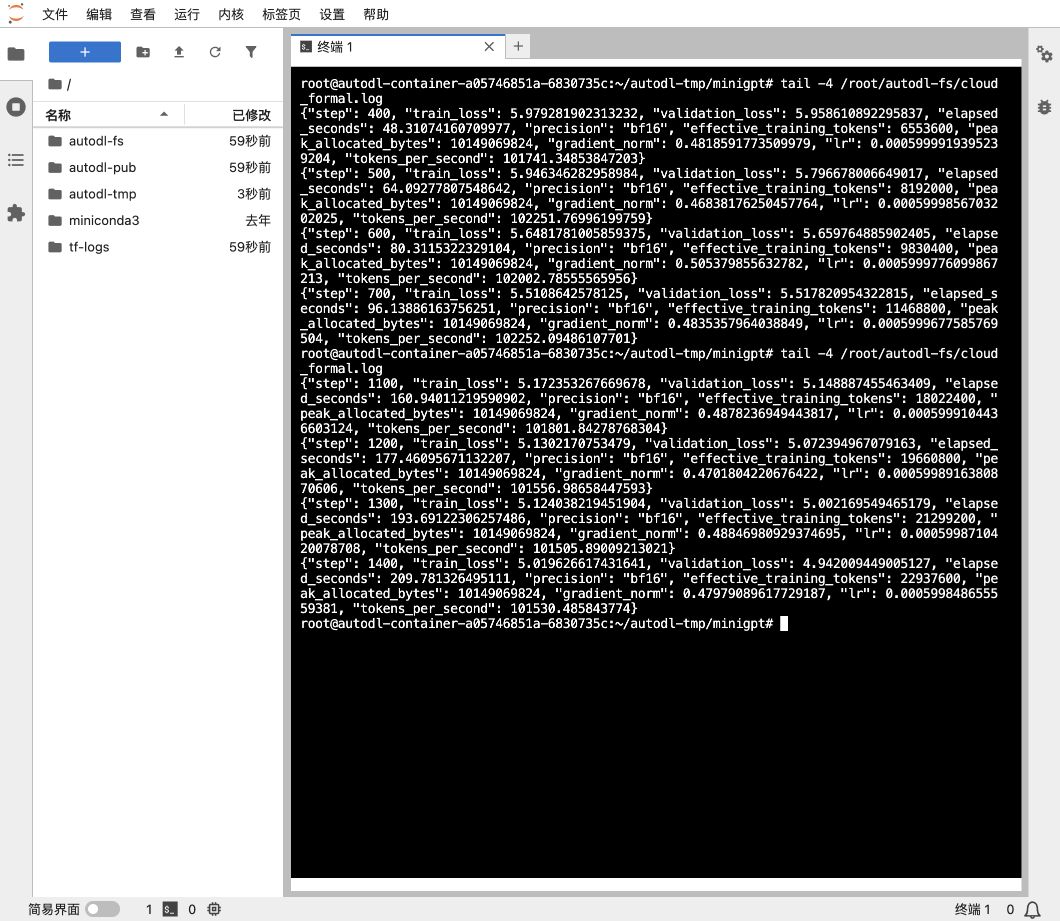 文件 编辑 查看 运行 内核 标签页 设置 帮助
终端 1
/
名称 已修改
autodl-fs 59秒前
autodl-pub 59秒前
autodl-tmp 3秒前
miniconda3 去年
tf-logs 59秒前
root@autodl-container-a05746851a-6830735c:~/autodl-tmp/minigpt# tail -4 /root/autodl-fs/cloud
_formal.log
{"step": 400, "train_loss": 5.979281902313232, "validation_loss": 5.958610892295837, "elapsed
_seconds": 48.31074160709977, "precision": "bf16", "effective_training_tokens": 6553600, "pea
k_allocated_bytes": 10149069824, "gradient_norm": 0.4818591773509979, "lr": 0.000599991939523
9204, "tokens_per_second": 101741.34853847203}
{"step": 500, "train_loss": 5.946346282958984, "validation_loss": 5.796678006649017, "elapsed
_seconds": 64.09277807548642, "precision": "bf16", "effective_training_tokens": 8192000, "pea
k_allocated_bytes": 10149069824, "gradient_norm": 0.46838176250457764, "lr": 0.00059998567032
02025, "tokens_per_second": 102251.76996199759}
{"step": 600, "train_loss": 5.6481781005859375, "validation_loss": 5.659764885902405, "elapse
d_seconds": 80.3115322329104, "precision": "bf16", "effective_training_tokens": 9830400, "pea
k_allocated_bytes": 10149069824, "gradient_norm": 0.505379855632782, "lr": 0.0005999776099867
213, "tokens_per_second": 102002.78555565956}
{"step": 700, "train_loss": 5.5108642578125, "validation_loss": 5.517820954322815, "elapsed_s
econds": 96.13886163756251, "precision": "bf16", "effective_training_tokens": 11468800, "peak
_allocated_bytes": 10149069824, "gradient_norm": 0.4835357964038849, "lr": 0.0005999677585769
504, "tokens_per_second": 102252.09486107701}
root@autodl-container-a05746851a-6830735c:~/autodl-tmp/minigpt# tail -4 /root/autodl-fs/cloud
_formal.log
{"step": 1100, "train_loss": 5.172353267669678, "validation_loss": 5.148887455463409, "elapse
d_seconds": 160.94011219590902, "precision": "bf16", "effective_training_tokens": 18022400, "
peak_allocated_bytes": 10149069824, "gradient_norm": 0.4878236949443817, "lr": 0.000599910443
6603124, "tokens_per_second": 101801.84278768304}
{"step": 1200, "train_loss": 5.1302170753479, "validation_loss": 5.072394967079163, "elapsed_
seconds": 177.46095671132207, "precision": "bf16", "effective_training_tokens": 19660800, "pe
ak_allocated_bytes": 10149069824, "gradient_norm": 0.4701804220676422, "lr": 0.00059989163808
70606, "tokens_per_second": 101556.98658447593}
{"step": 1300, "train_loss": 5.124038219451904, "validation_loss": 5.002169549465179, "elapse
d_seconds": 193.69122306257486, "precision": "bf16", "effective_training_tokens": 21299200, "
peak_allocated_bytes": 10149069824, "gradient_norm": 0.48846980929374695, "lr": 0.00059987104
20078708, "tokens_per_second": 101505.89009213021}
{"step": 1400, "train_loss": 5.019626617431641, "validation_loss": 4.942009449005127, "elapse
d_seconds": 209.781326495111, "precision": "bf16", "effective_training_tokens": 22937600, "pe
ak_allocated_bytes": 10149069824, "gradient_norm": 0.47979089617729187, "lr": 0.0005998486555
59381, "tokens_per_second": 101530.485843774}
root@autodl-container-a05746851a-6830735c:~/autodl-tmp/minigpt#
简易界面 1 0 终端 1 0